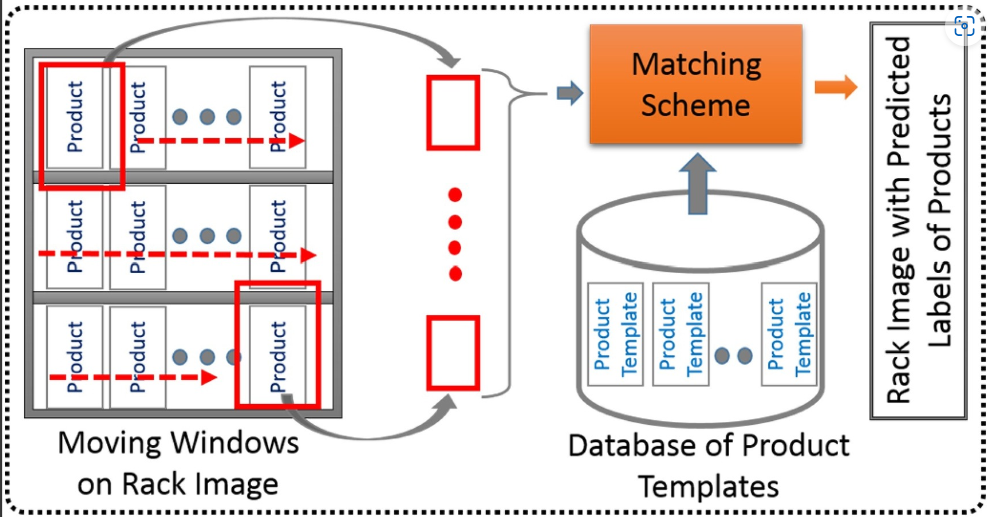 Product
Product
Product
Product
Product
Product
Product
Product
Product
Moving Windows
on Rack Image
Matching
Scheme
Product
Template
Product
Template
Product
Template
Database of Product
Templates
Rack Image with Predicted
Labels of Products